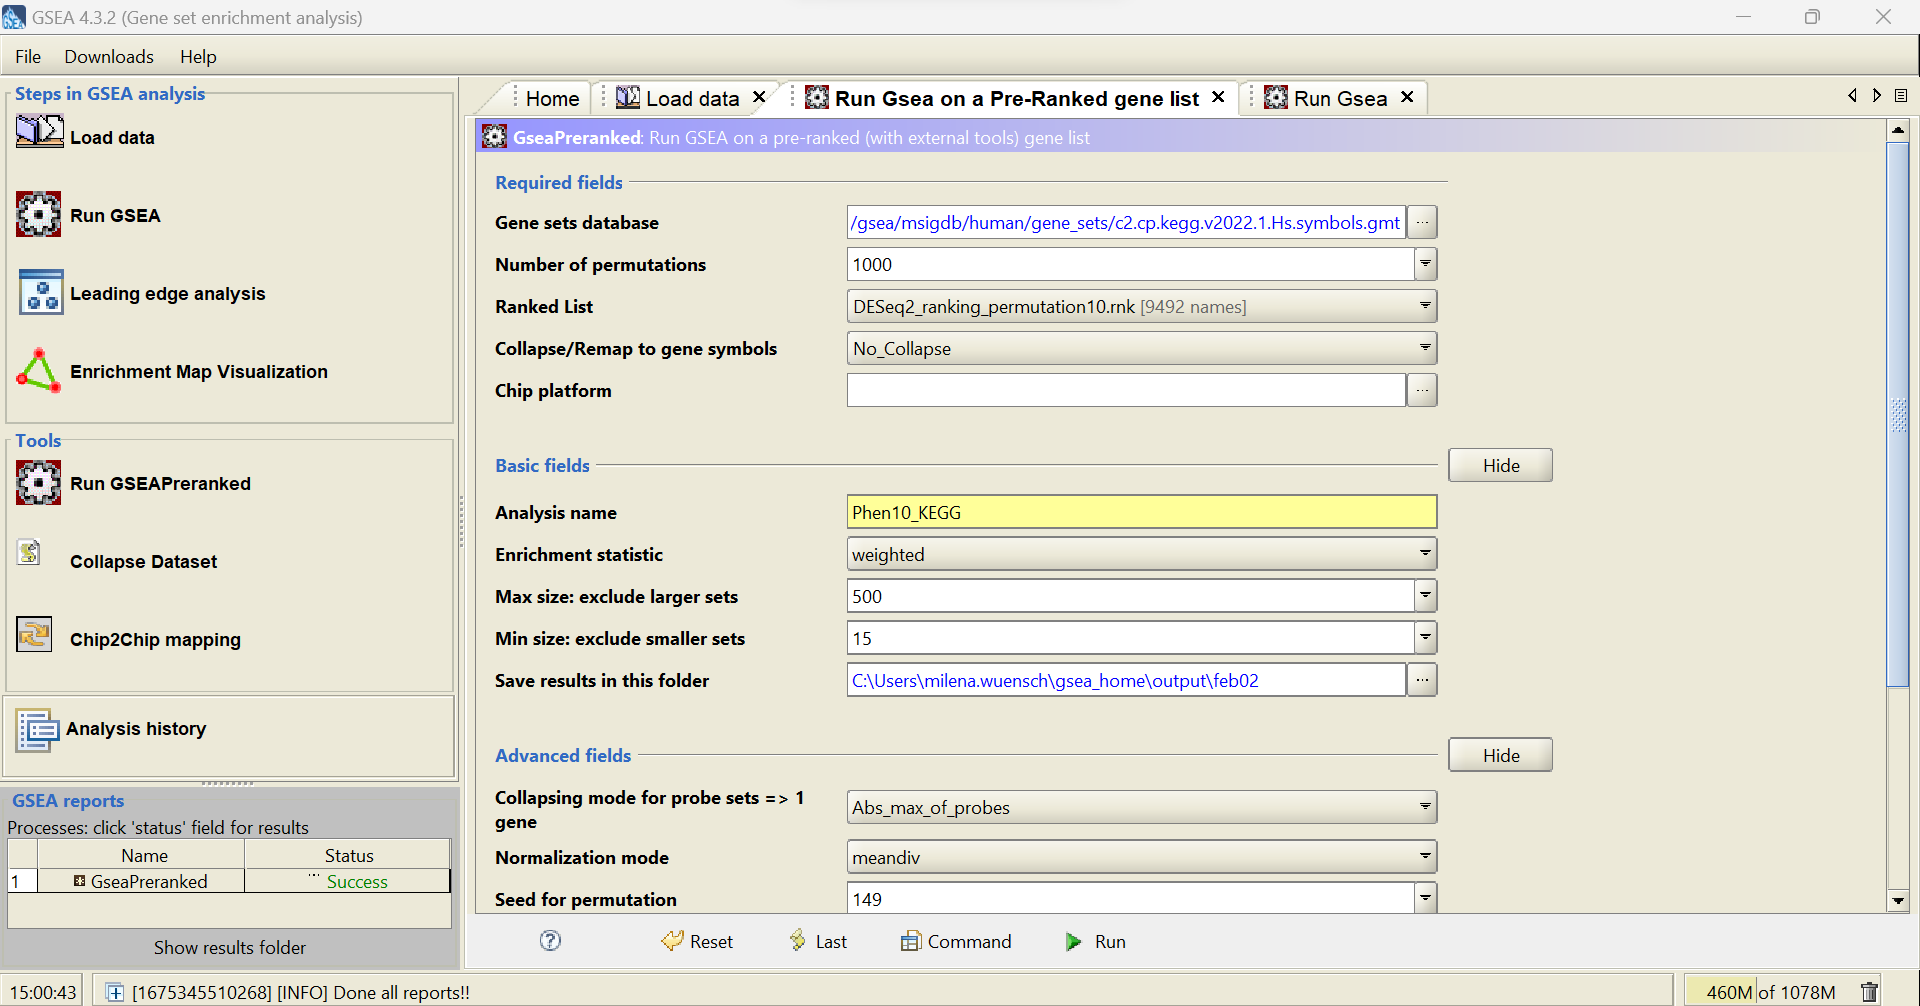 GSEA 4.3.2 (Gene set enrichment analysis)
File Downloads Help
Steps in GSEA analysis
Load data
Run GSEA
Leading edge analysis
Enrichment Map Visualization
Tools
Run GSEAPreranked
Collapse Dataset
Chip2Chip mapping
Analysis history
GSEA reports
Processes: click 'status' field for results
Name Status
1 GseaPreranked ... Success
Show results folder
Home Load data Run Gsea on a Pre-Ranked gene list Run Gsea
GseaPreranked: Run GSEA on a pre-ranked (with external tools) gene list
Required fields
Gene sets database /gsea/msigdb/human/gene_sets/c2.cp.kegg.v2022.1.Hs.symbols.gmt ...
Number of permutations 1000
Ranked List DESeq2_ranking_permutation10.rnk [9492 names]
Collapse/Remap to gene symbols No_Collapse
Chip platform ...
Basic fields Hide
Analysis name Phen10_KEGG
Enrichment statistic weighted
Max size: exclude larger sets 500
Min size: exclude smaller sets 15
Save results in this folder C:\Users\milena.wuensch\gsea_home\output\feb02 ...
Advanced fields Hide
Collapsing mode for probe sets => 1
gene
Abs_max_of_probes
Normalization mode meandiv
Seed for permutation 149
? Reset Last Command Run
15:00:43 [1675345510268] [INFO] Done all reports!! 460M of 1078M